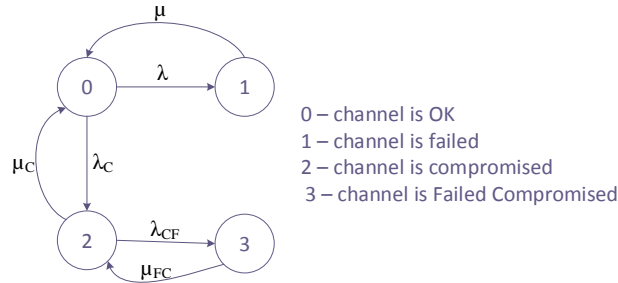 μ
0
λ
1
μC
λC
2
λCF
3
μFC
0 – channel is OK
1 – channel is failed
2 – channel is compromised
3 – channel is Failed Compromised